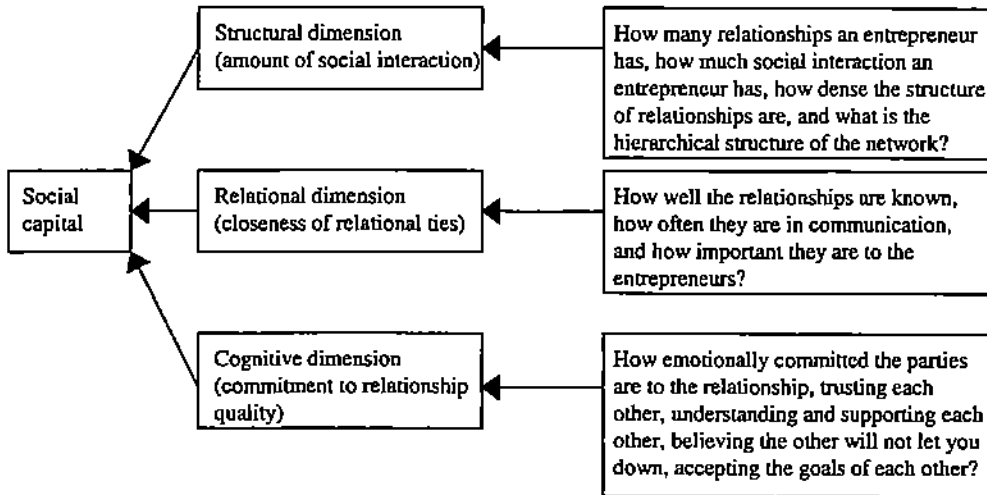 Structural dimension
(amount of social interaction)
How many relationships an entrepreneur
has, how much social interaction an
entrepreneur has, how dense the structure
of relationships are, and what is the
hierarchical structure of the network?
Social
capital
Relational dimension
(closeness of relational ties)
How well the relationships are known,
how often they are in communication,
and how important they are to the
entrepreneurs?
Cognitive dimension
(commitment to relationship
quality)
How emotionally committed the parties
are to the relationship, trusting each
other, understanding and supporting each
other, believing the other will not let you
down, accepting the goals of each other?